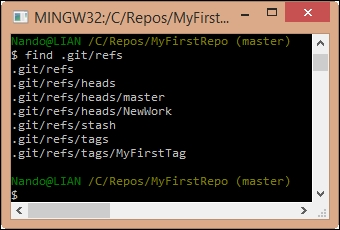 MINGW32:/C/Repos/MyFirst...
Nando@LIAN /C/Repos/MyFirstRepo (master)
$ find .git/refs
.git/refs
.git/refs/heads
.git/refs/heads/master
.git/refs/heads/NewWork
.git/refs/stash
.git/refs/tags
.git/refs/tags/MyFirstTag
Nando@LIAN /C/Repos/MyFirstRepo (master)
$